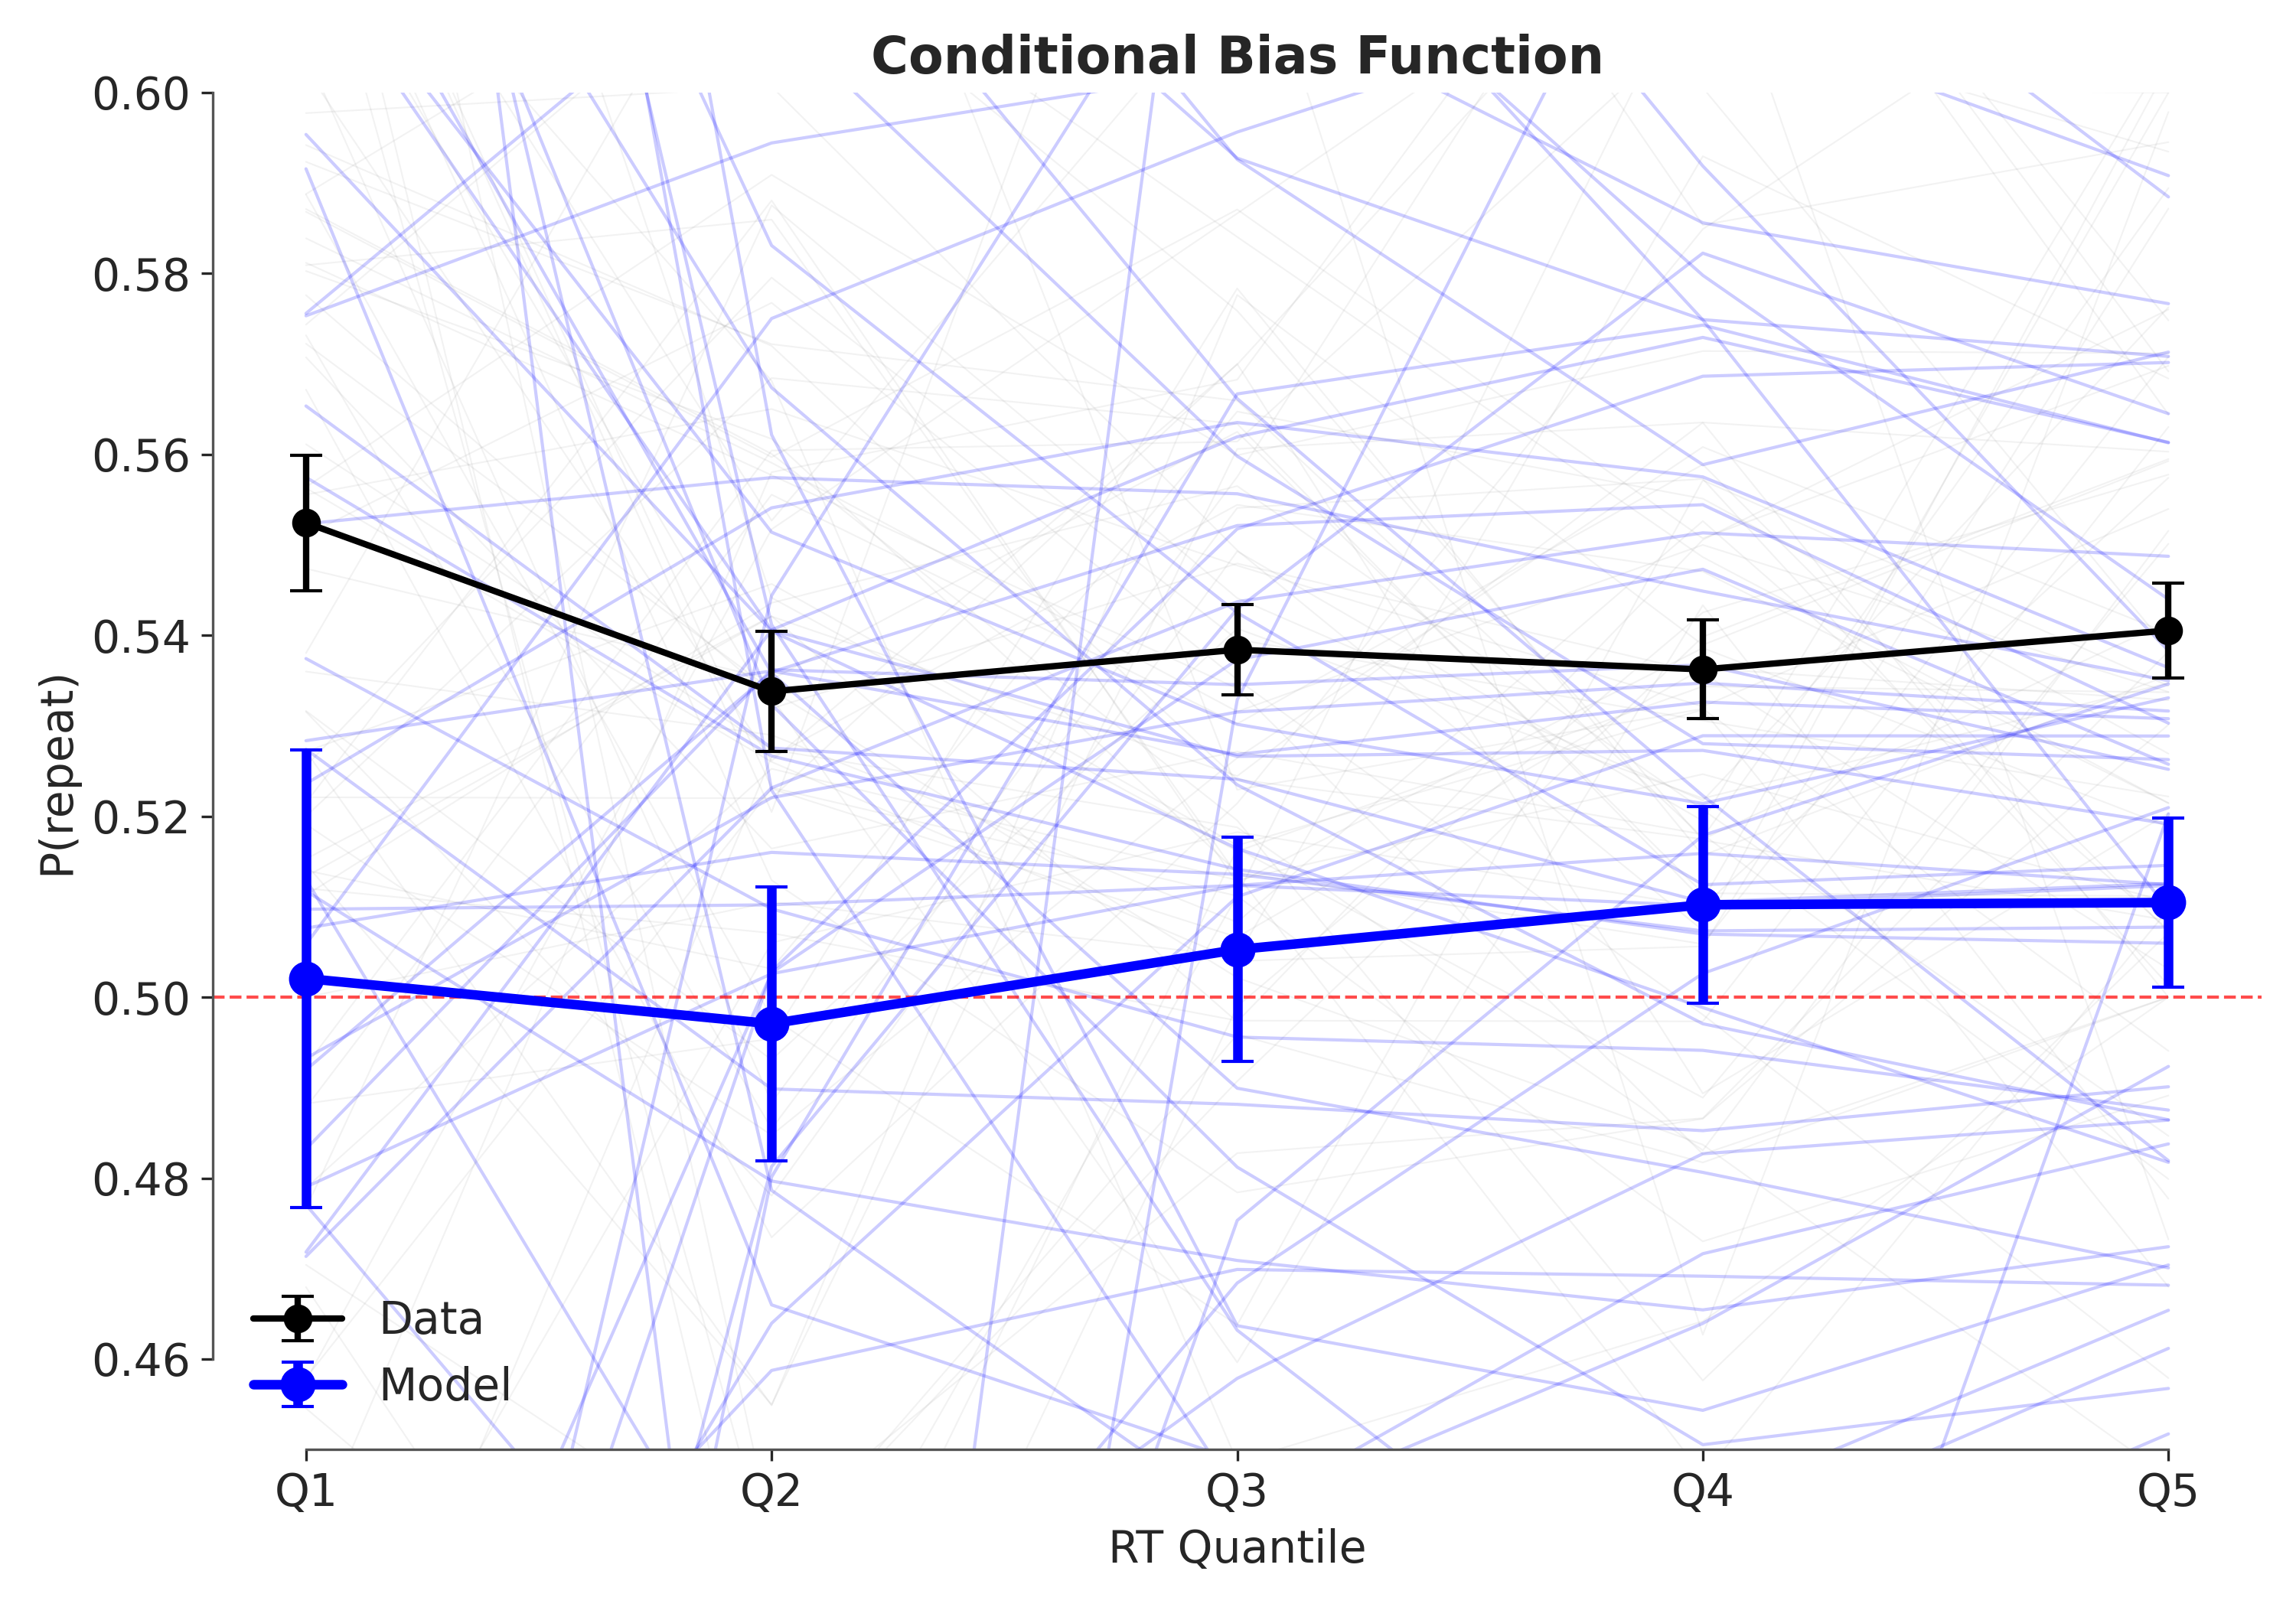 Conditional Bias Function
P(repeat)
0.60
0.58
0.56
0.54
0.52
0.50
0.48
0.46
Data
Model
Q1 Q2 Q3 Q4 Q5
RT Quantile